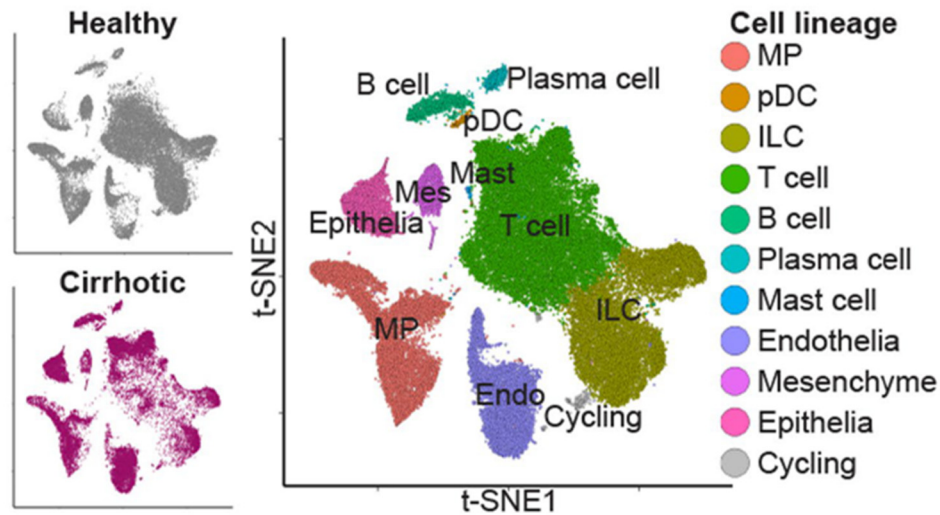 Healthy
Cirrhotic
B cell
Plasma cell
pDC
Mast
Mes
Epithelia
T cell
MP
ILC
Endo
Cycling
t-SNE2
t-SNE1
Cell lineage
MP
pDC
ILC
T cell
B cell
Plasma cell
Mast cell
Endothelia
Mesenchyme
Epithelia
Cycling